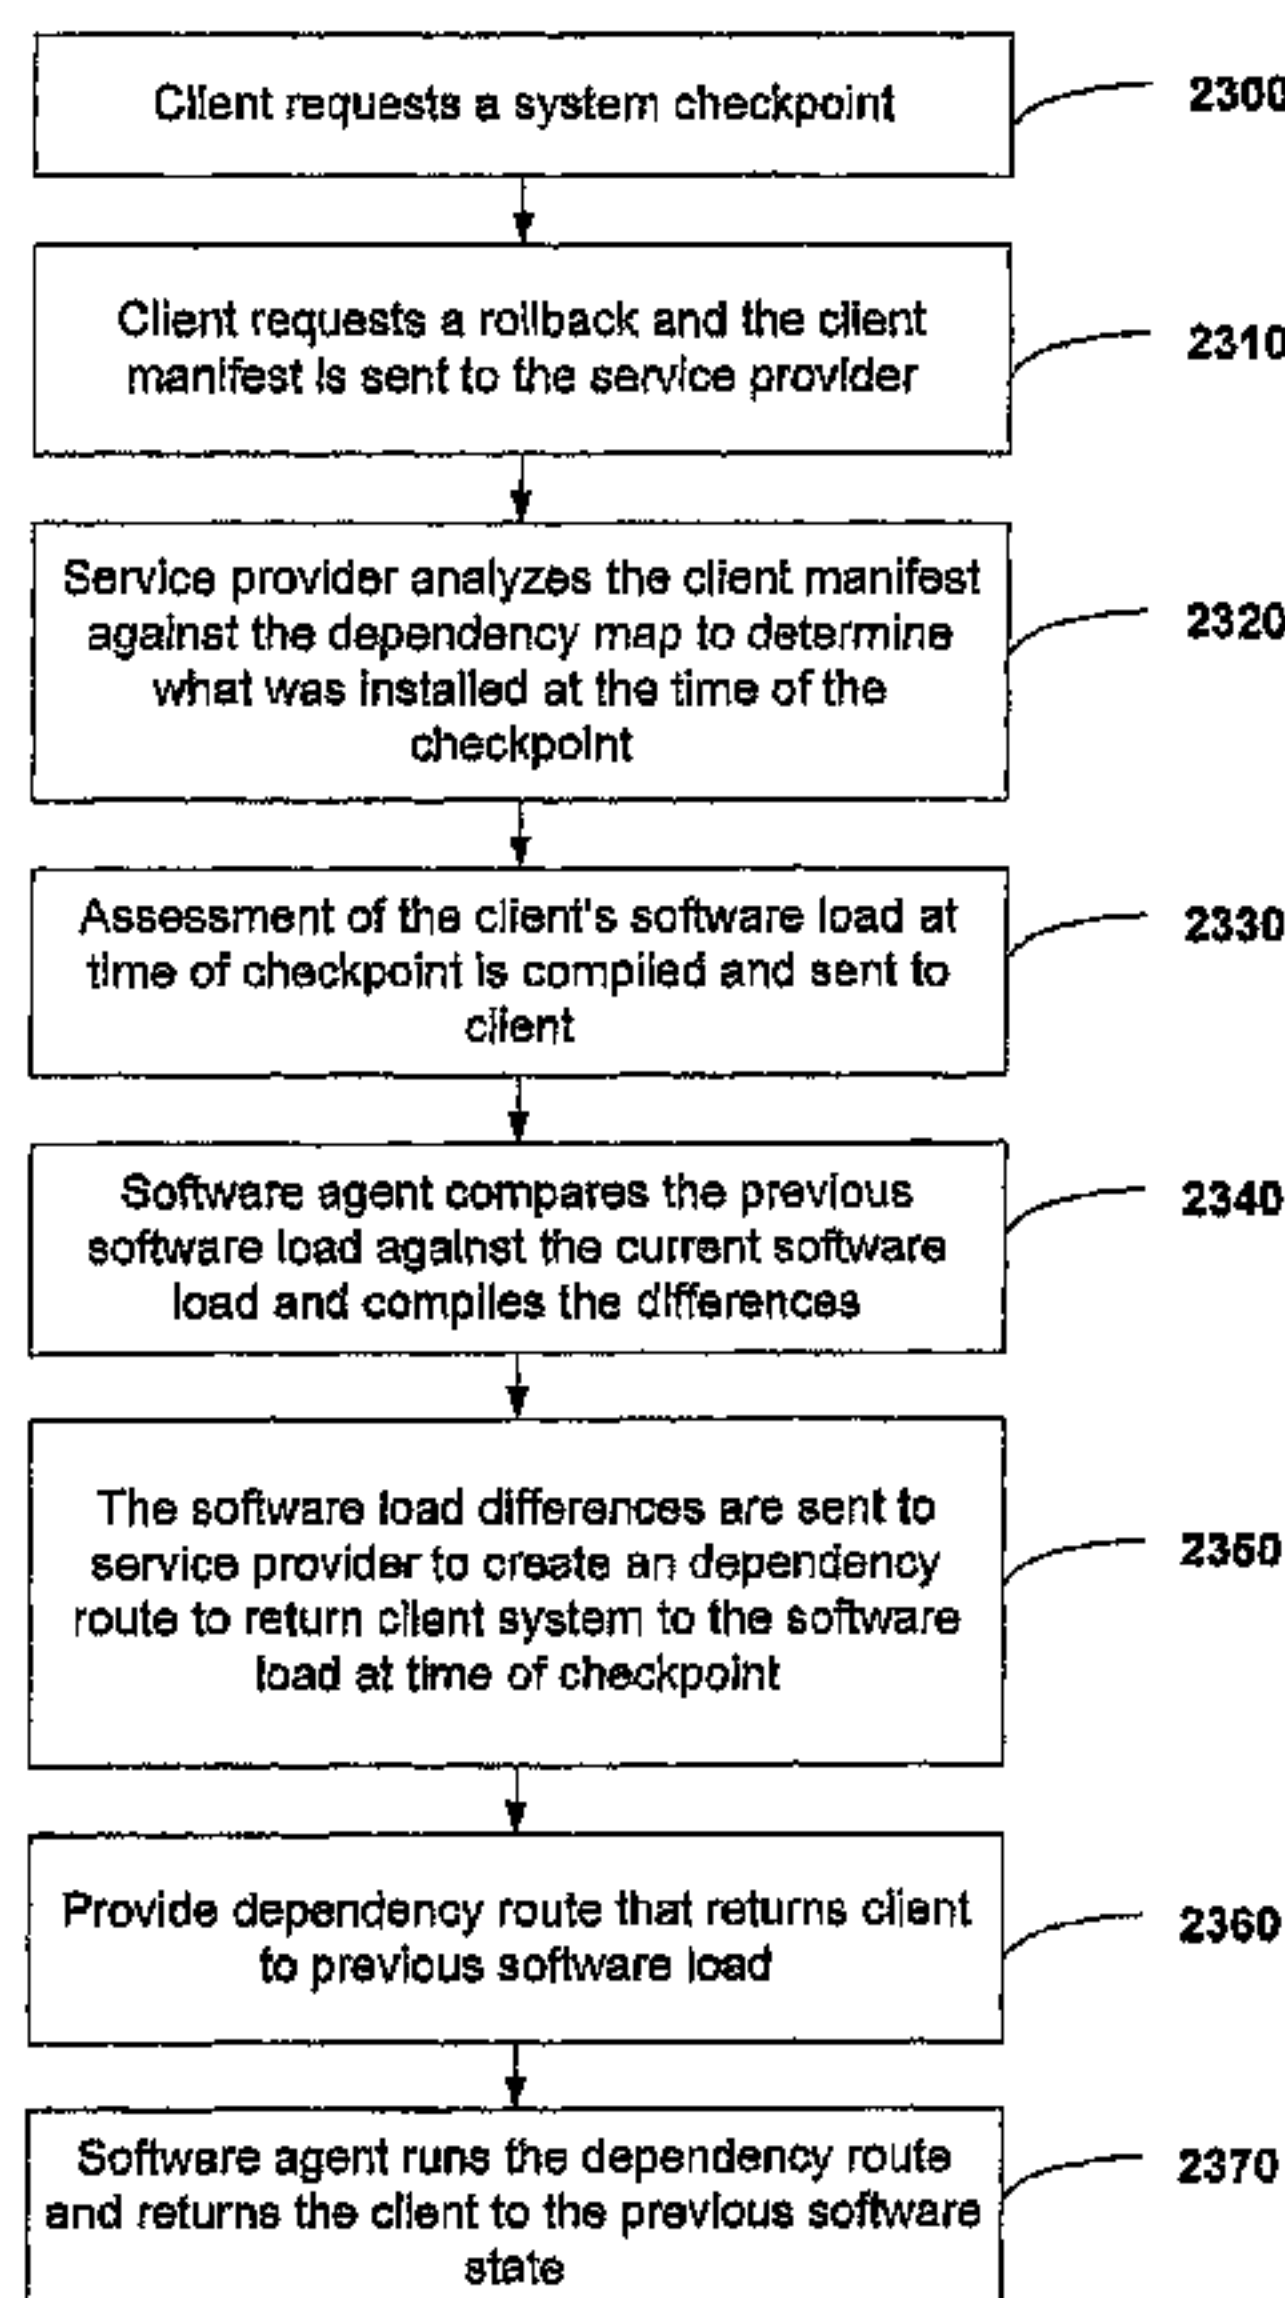 Client requests a system checkpoint
2300
Client requests a rollback and the client
manifest is sent to the service provider
2310
Service provider analyzes the client manifest
against the dependency map to determine
what was installed at the time of the
checkpoint
2320
Assessment of the client's software load at
time of checkpoint is compiled and sent to
client
2330
Software agent compares the previous
software load against the current software
load and compiles the differences
2340
The software load differences are sent to
service provider to create an dependency
route to return client system to the software
load at time of checkpoint
2350
Provide dependency route that returns client
to previous software load
2360
Software agent runs the dependency route
and returns the client to the previous software
state
2370